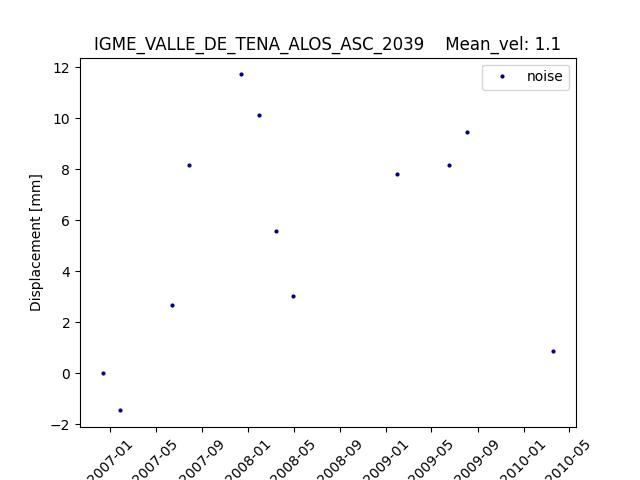 IGME_VALLE_DE_TENA_ALOS_ASC_2039    Mean_vel: 1.1
noise
Displacement [mm]
12
10
8
6
4
2
0
−2
2007-01 2007-05 2007-09 2008-01 2008-05 2008-09 2009-01 2009-05 2009-09 2010-01 2010-05